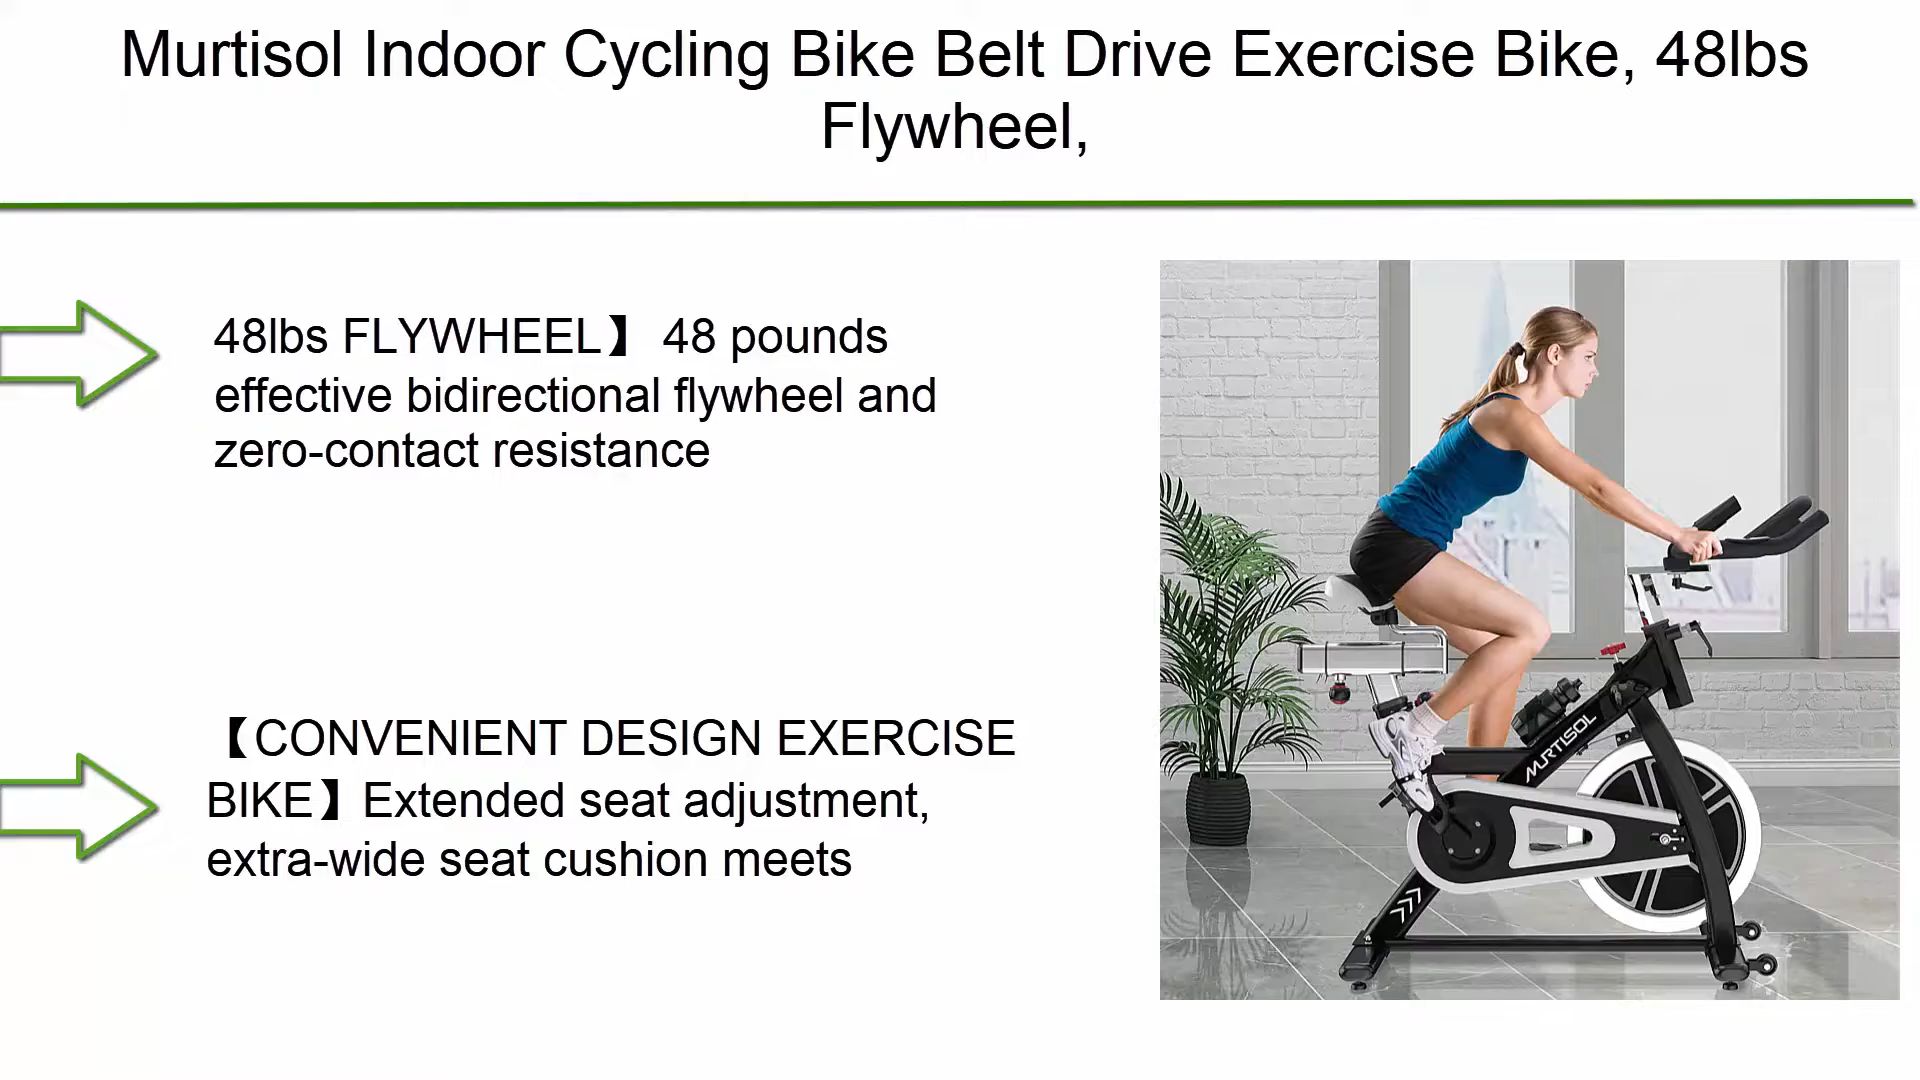 Murtisol Indoor Cycling Bike Belt Drive Exercise Bike, 48lbs
Flywheel,
48lbs FLYWHEEL】 48 pounds
effective bidirectional flywheel and
zero-contact resistance
【CONVENIENT DESIGN EXERCISE
BIKE】Extended seat adjustment,
extra-wide seat cushion meets
MURTISOL